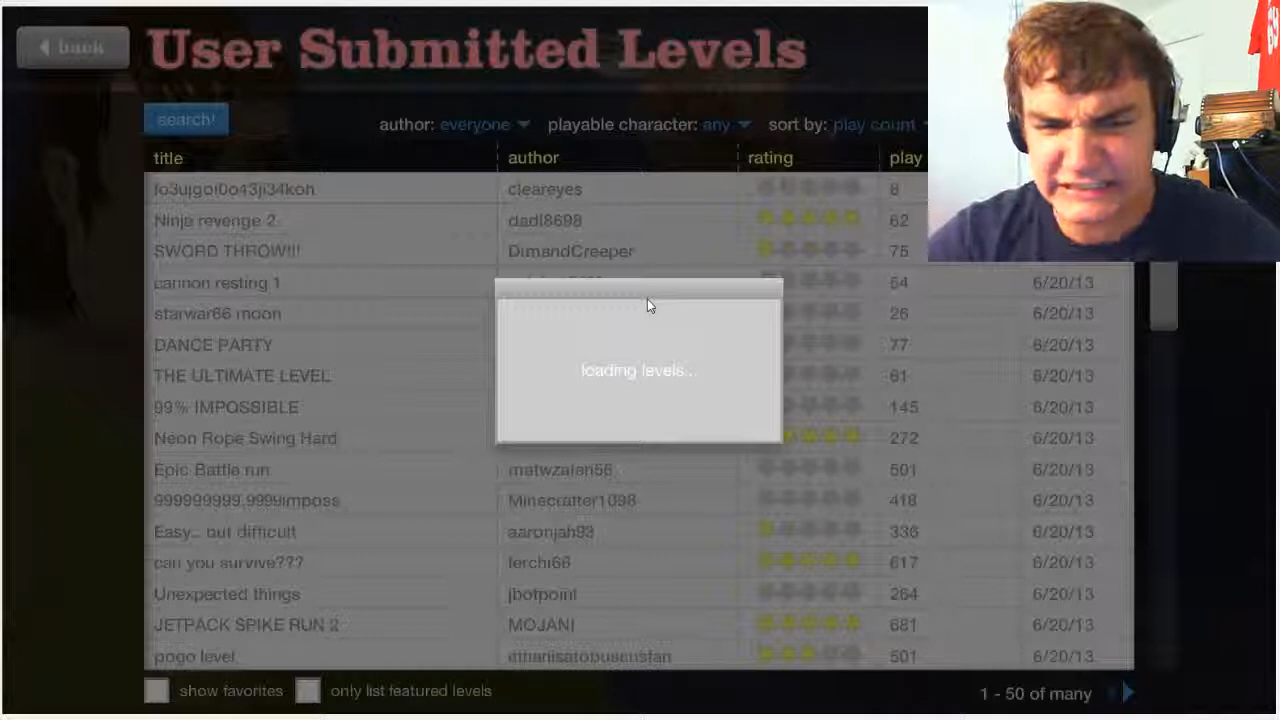 back
User Submitted Levels
search!
author: everyone playable character: any sort by: play count
title author rating play
fo3ujgoi0o43ji34koh cleareyes 8
Ninja revenge 2 dadi8698 62
SWORD THROW!!! DimandCreeper 75
cannon resting 1 54 6/20/13
starwar66 moon 26 6/20/13
DANCE PARTY 77 6/20/13
THE ULTIMATE LEVEL 61 6/20/13
99% IMPOSSIBLE 145 6/20/13
loading levels...
Neon Rope Swing Hard 272 6/20/13
Epic Battle run matwzafah56 501 6/20/13
999999999.9999imposs Minecratter1098 418 6/20/13
Easy... but difficult aaronjah93 336 6/20/13
can you survive??? ferchi66 617 6/20/13
Unexpected things jbotpoint 264 6/20/13
JETPACK SPIKE RUN 2 MOJANI 681 6/20/13
pogo level 501 6/20/13
show favorites only list featured levels 1 - 50 of many